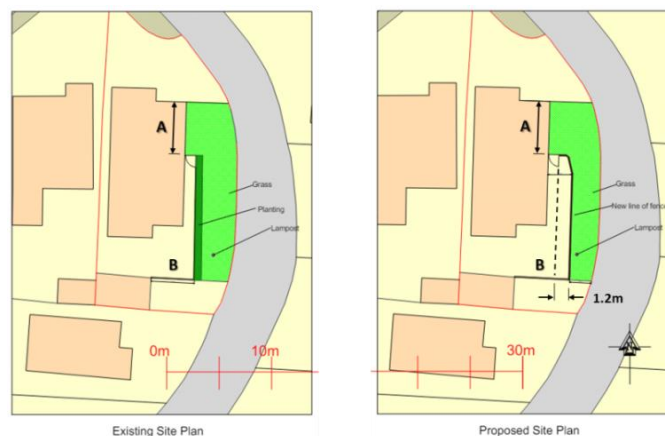 A
Grass
Planting
Lampost
B
0m
10m
Existing Site Plan
A
Grass
New line of fence
Lampost
B
1.2m
30m
Proposed Site Plan